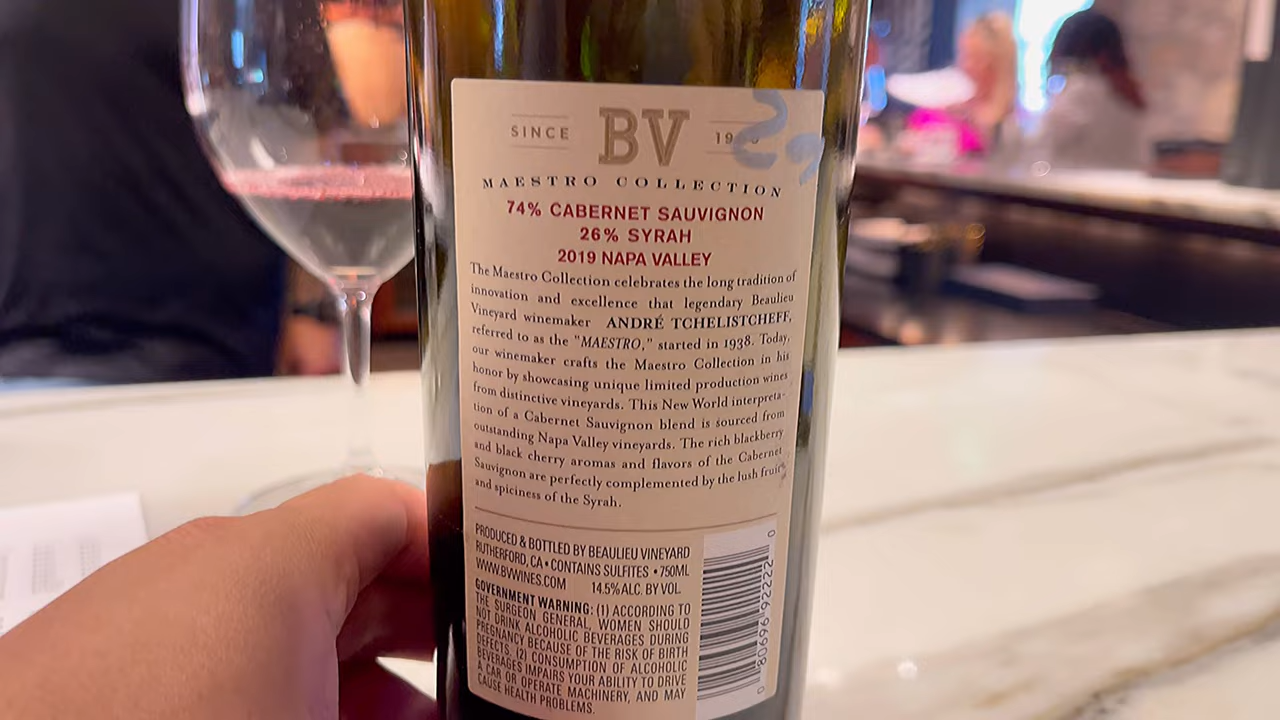 SINCE BV 19
MAESTRO COLLECTION
74% CABERNET SAUVIGNON
26% SYRAH
2019 NAPA VALLEY
The Maestro Collection celebrates the long tradition of
innovation and excellence that legendary Beaulieu
Vineyard winemaker ANDRÉ TCHELISTCHEFF,
referred to as the "MAESTRO," started in 1938. Today,
our winemaker crafts the Maestro Collection in his
honor by showcasing unique limited production wines
from distinctive vineyards. This New World interpreta-
tion of a Cabernet Sauvignon blend is sourced from
outstanding Napa Valley vineyards. The rich blackberry
and black cherry aromas and flavors of the Cabernet
Sauvignon are perfectly complemented by the lush fruit
and spiciness of the Syrah.
PRODUCED & BOTTLED BY BEAULIEU VINEYARD
RUTHERFORD, CA • CONTAINS SULFITES • 750ML
WWW.BVWINES.COM 14.5% ALC. BY VOL.
GOVERNMENT WARNING: (1) ACCORDING TO
THE SURGEON GENERAL, WOMEN SHOULD
NOT DRINK ALCOHOLIC BEVERAGES DURING
PREGNANCY BECAUSE OF THE RISK OF BIRTH
DEFECTS. (2) CONSUMPTION OF ALCOHOLIC
BEVERAGES IMPAIRS YOUR ABILITY TO DRIVE
A CAR OR OPERATE MACHINERY, AND MAY
CAUSE HEALTH PROBLEMS.
0 80696 92222 0